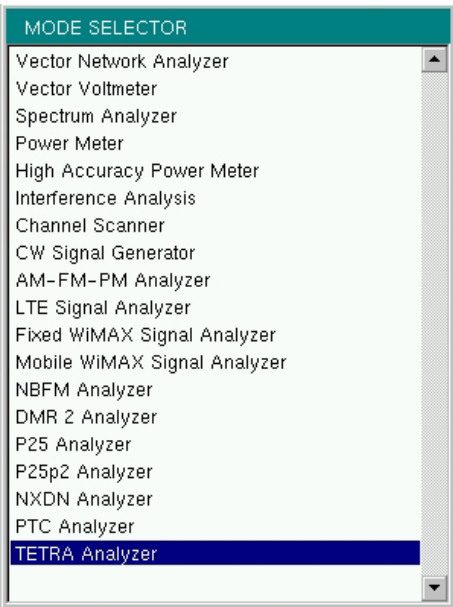 MODE SELECTOR
Vector Network Analyzer
Vector Voltmeter
Spectrum Analyzer
Power Meter
High Accuracy Power Meter
Interference Analysis
Channel Scanner
CW Signal Generator
AM-FM-PM Analyzer
LTE Signal Analyzer
Fixed WiMAX Signal Analyzer
Mobile WiMAX Signal Analyzer
NBFM Analyzer
DMR 2 Analyzer
P25 Analyzer
P25p2 Analyzer
NXDN Analyzer
PTC Analyzer
TETRA Analyzer